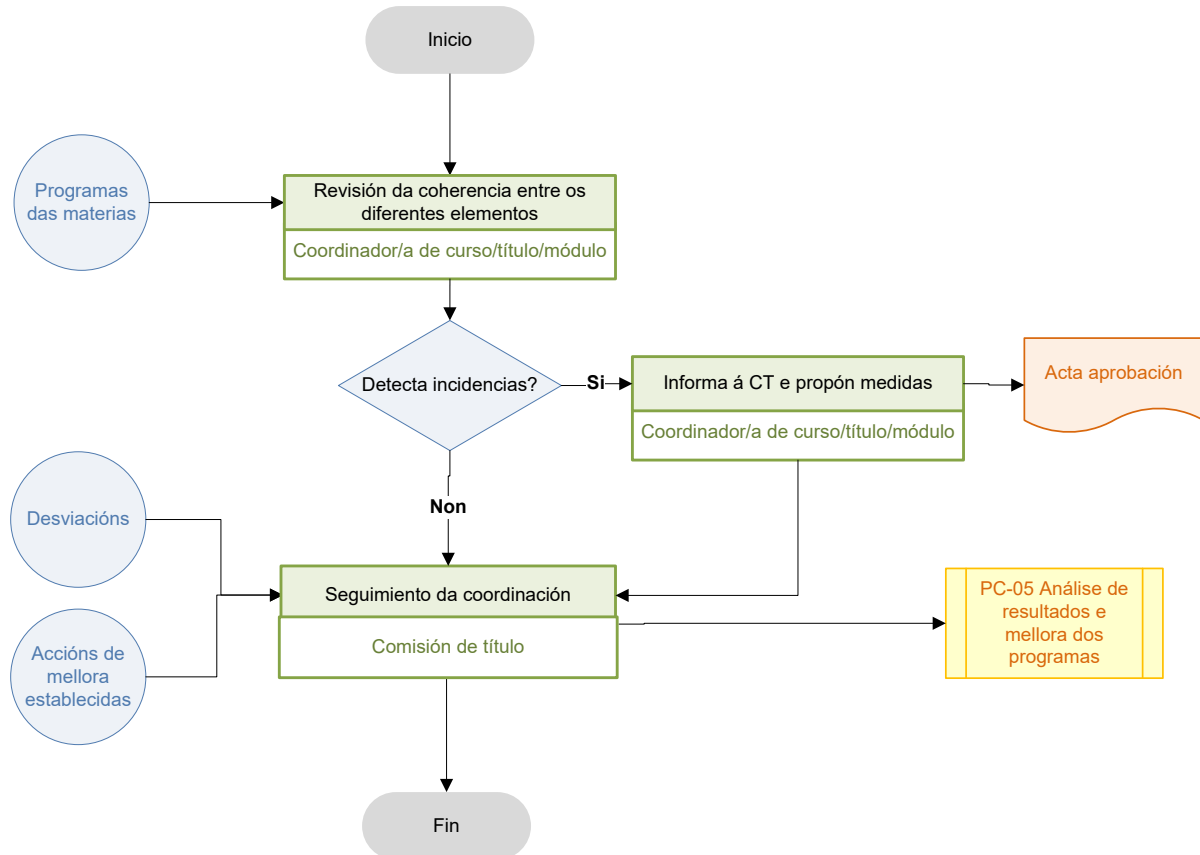 Inicio
Programas
das materias
Revisión da coherencia entre os
diferentes elementos
Coordinador/a de curso/título/módulo
Detecta incidencias?
Si
Informa á CT e propón medidas
Coordinador/a de curso/título/módulo
Acta aprobación
Non
Desviacións
Accións de
mellora
establecidas
Seguimiento da coordinación
Comisión de título
PC-05 Análise de
resultados e
mellora dos
programas
Fin